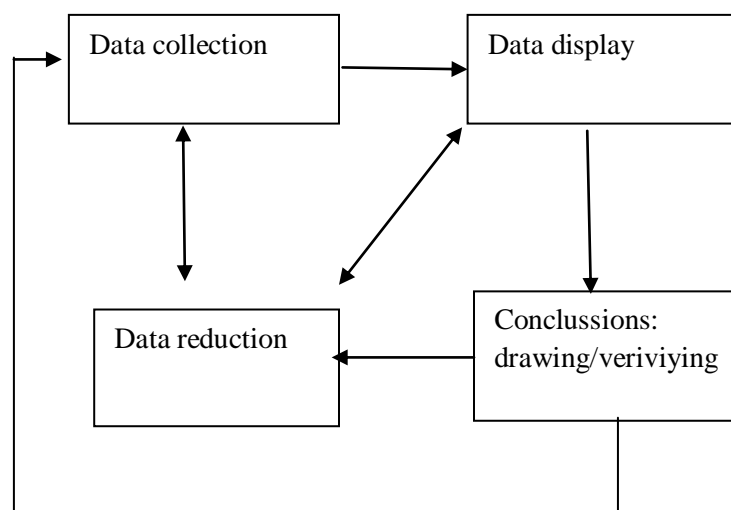 Data collection
Data display
Data reduction
Conclussions:
drawing/veriviying